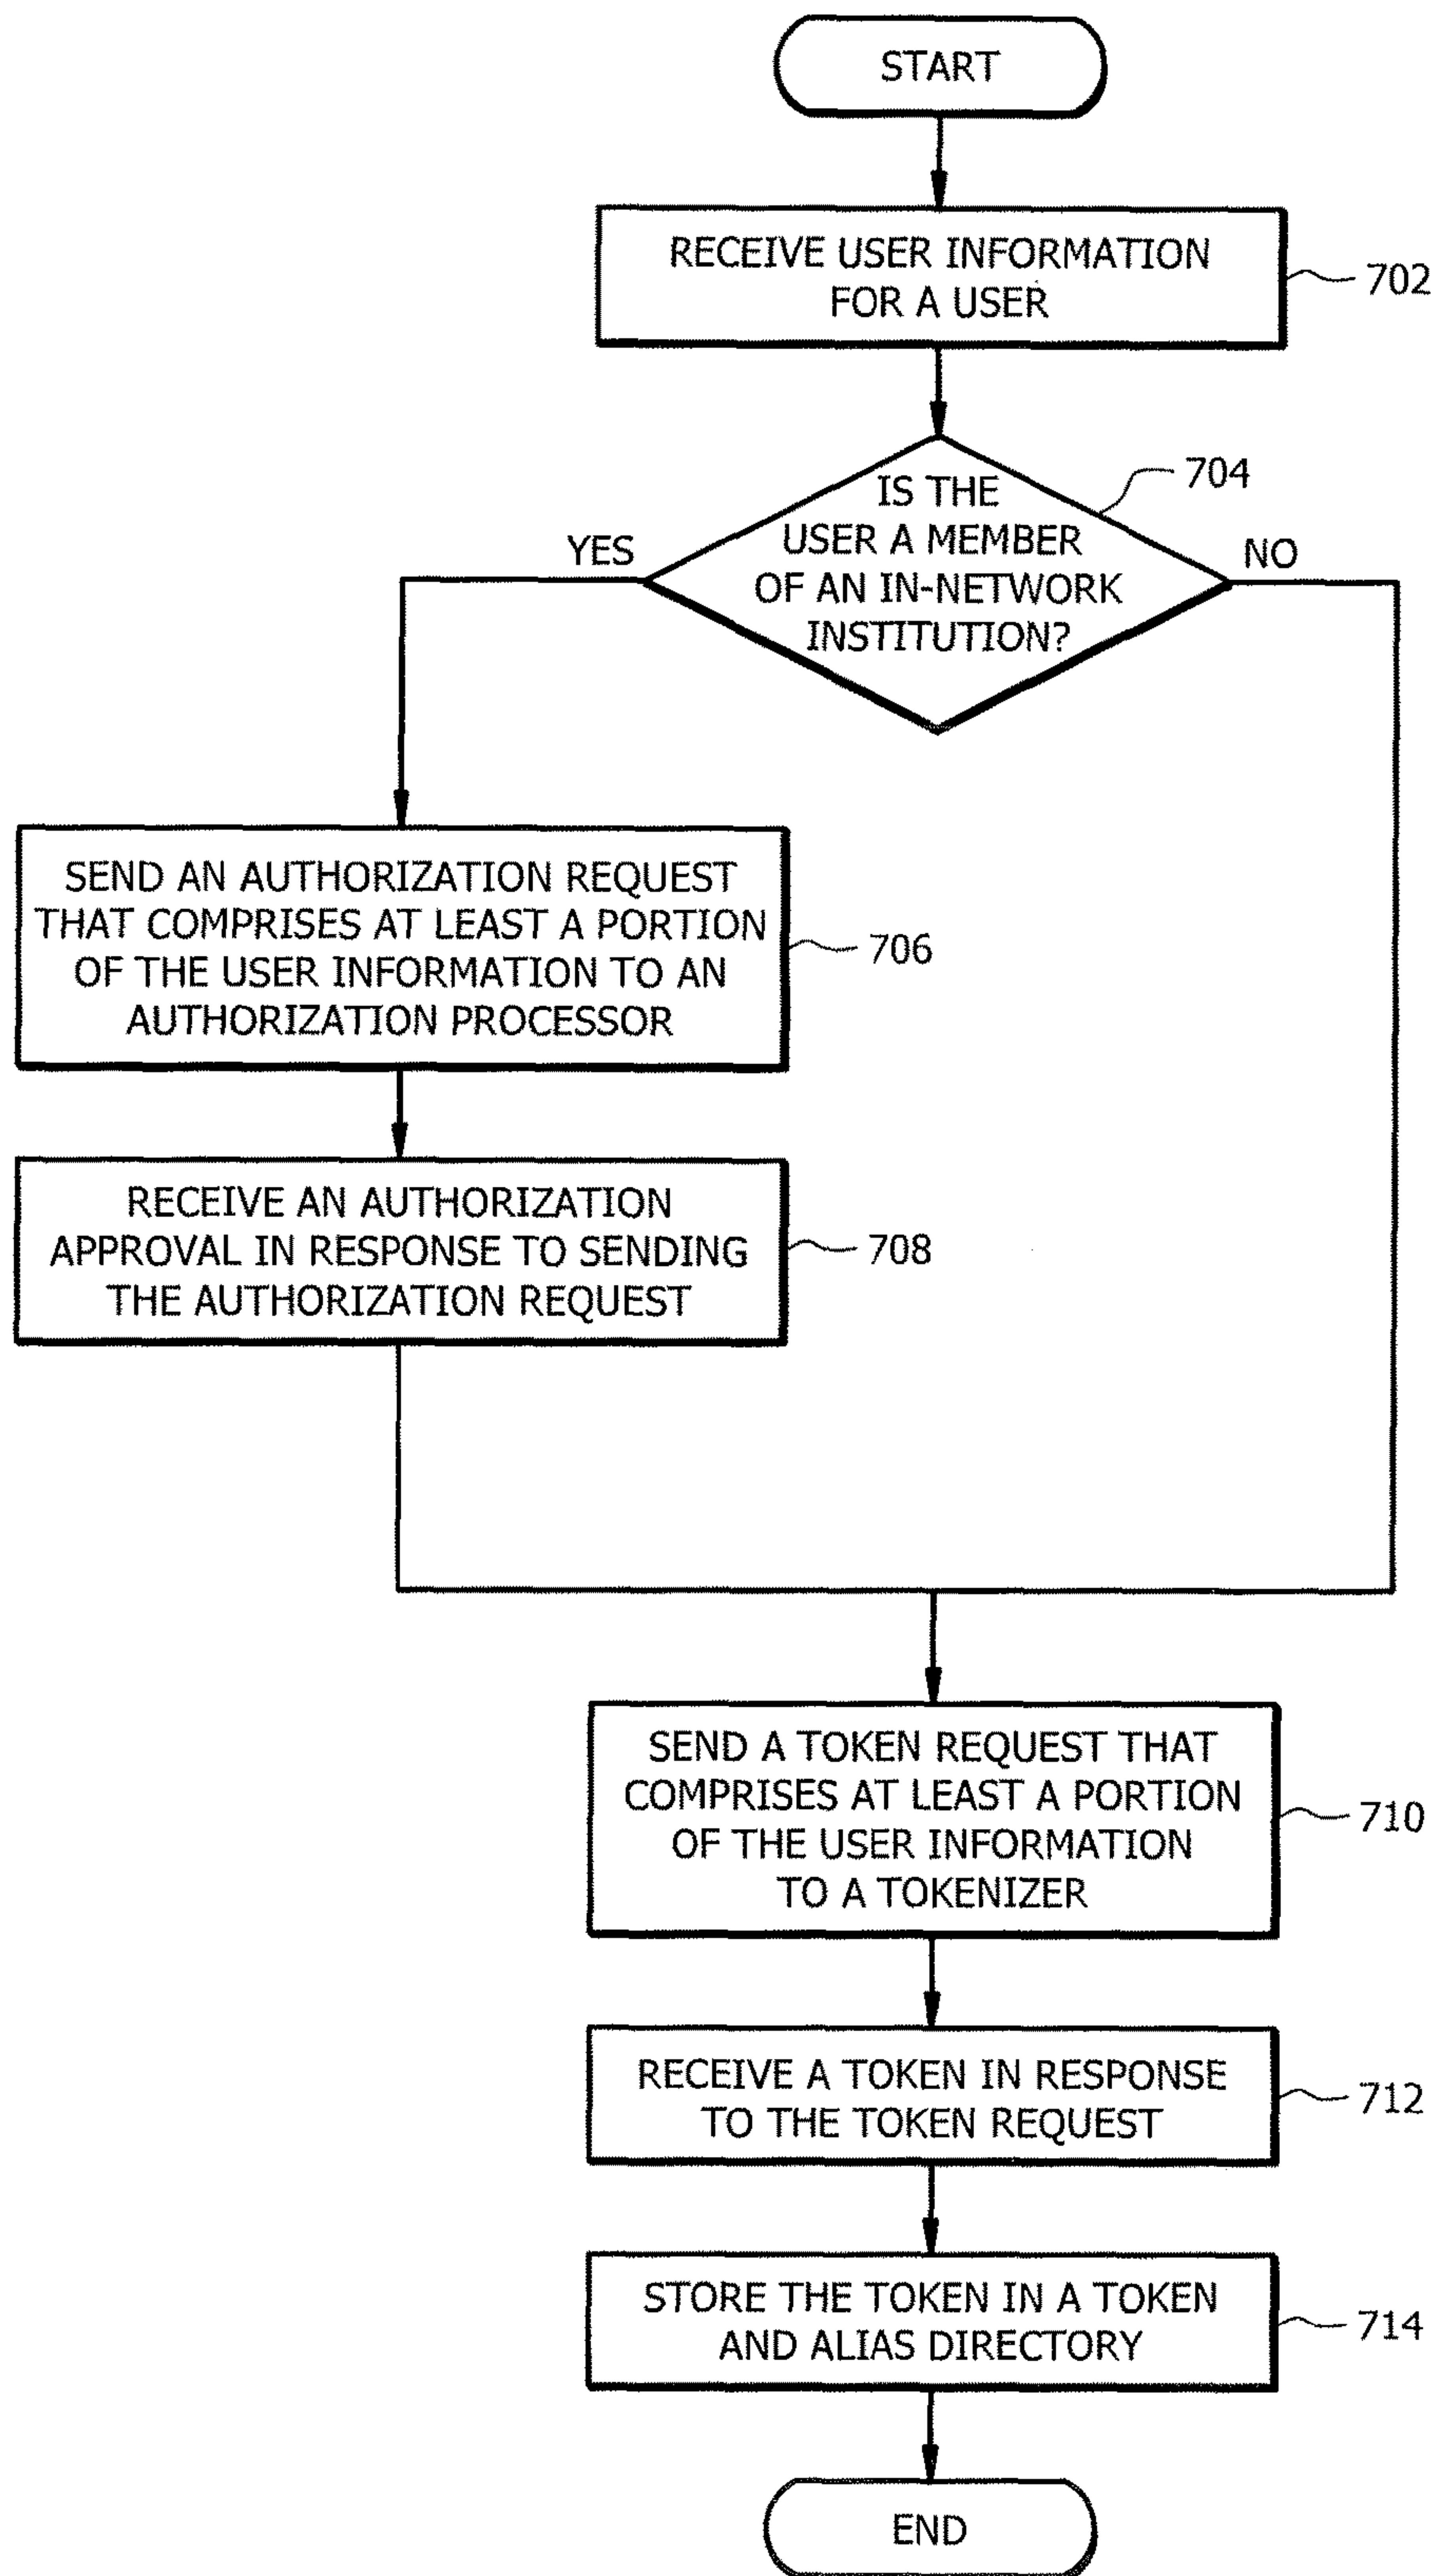 START
RECEIVE USER INFORMATION
FOR A USER
702
IS THE
USER A MEMBER
OF AN IN-NETWORK
INSTITUTION?
704
YES
NO
SEND AN AUTHORIZATION REQUEST
THAT COMPRISES AT LEAST A PORTION
OF THE USER INFORMATION TO AN
AUTHORIZATION PROCESSOR
706
RECEIVE AN AUTHORIZATION
APPROVAL IN RESPONSE TO SENDING
THE AUTHORIZATION REQUEST
708
SEND A TOKEN REQUEST THAT
COMPRISES AT LEAST A PORTION
OF THE USER INFORMATION
TO A TOKENIZER
710
RECEIVE A TOKEN IN RESPONSE
TO THE TOKEN REQUEST
712
STORE THE TOKEN IN A TOKEN
AND ALIAS DIRECTORY
714
END